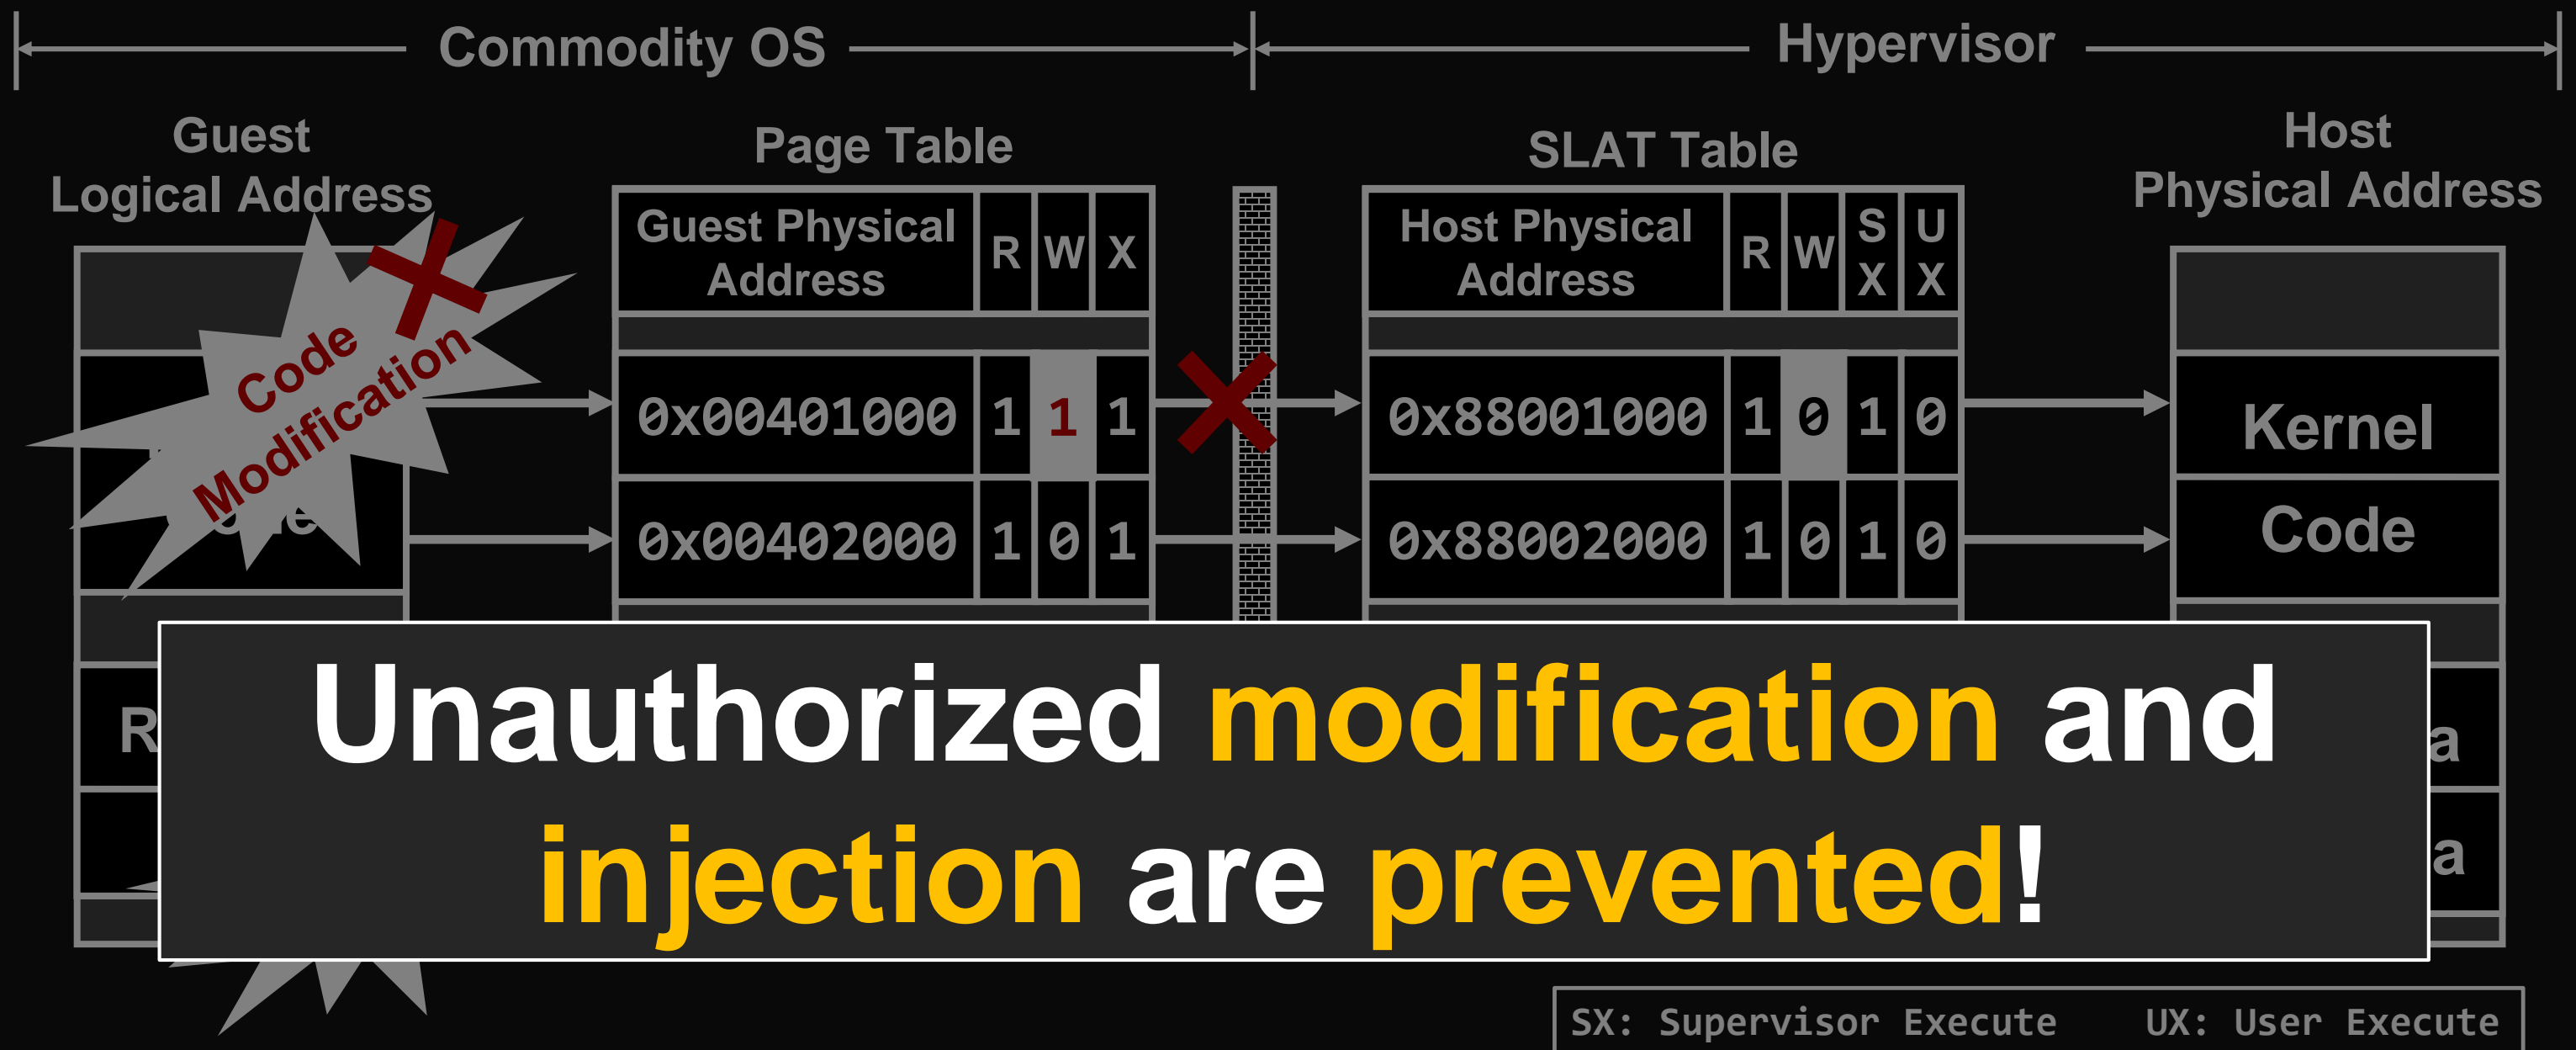 Commodity OS
Hypervisor
Guest
Logical Address
Page Table
SLAT Table
Host
Physical Address
Guest Physical
Address
R W X
Host Physical
Address
R W
S
X
U
X
Code
Modification
0x00401000 1 1 1
0x88001000 1 0 1 0
Kernel
0x00402000 1 0 1
0x88002000 1 0 1 0
Code
R
a
a
Unauthorized modification and
injection are prevented!
SX: Supervisor Execute UX: User Execute